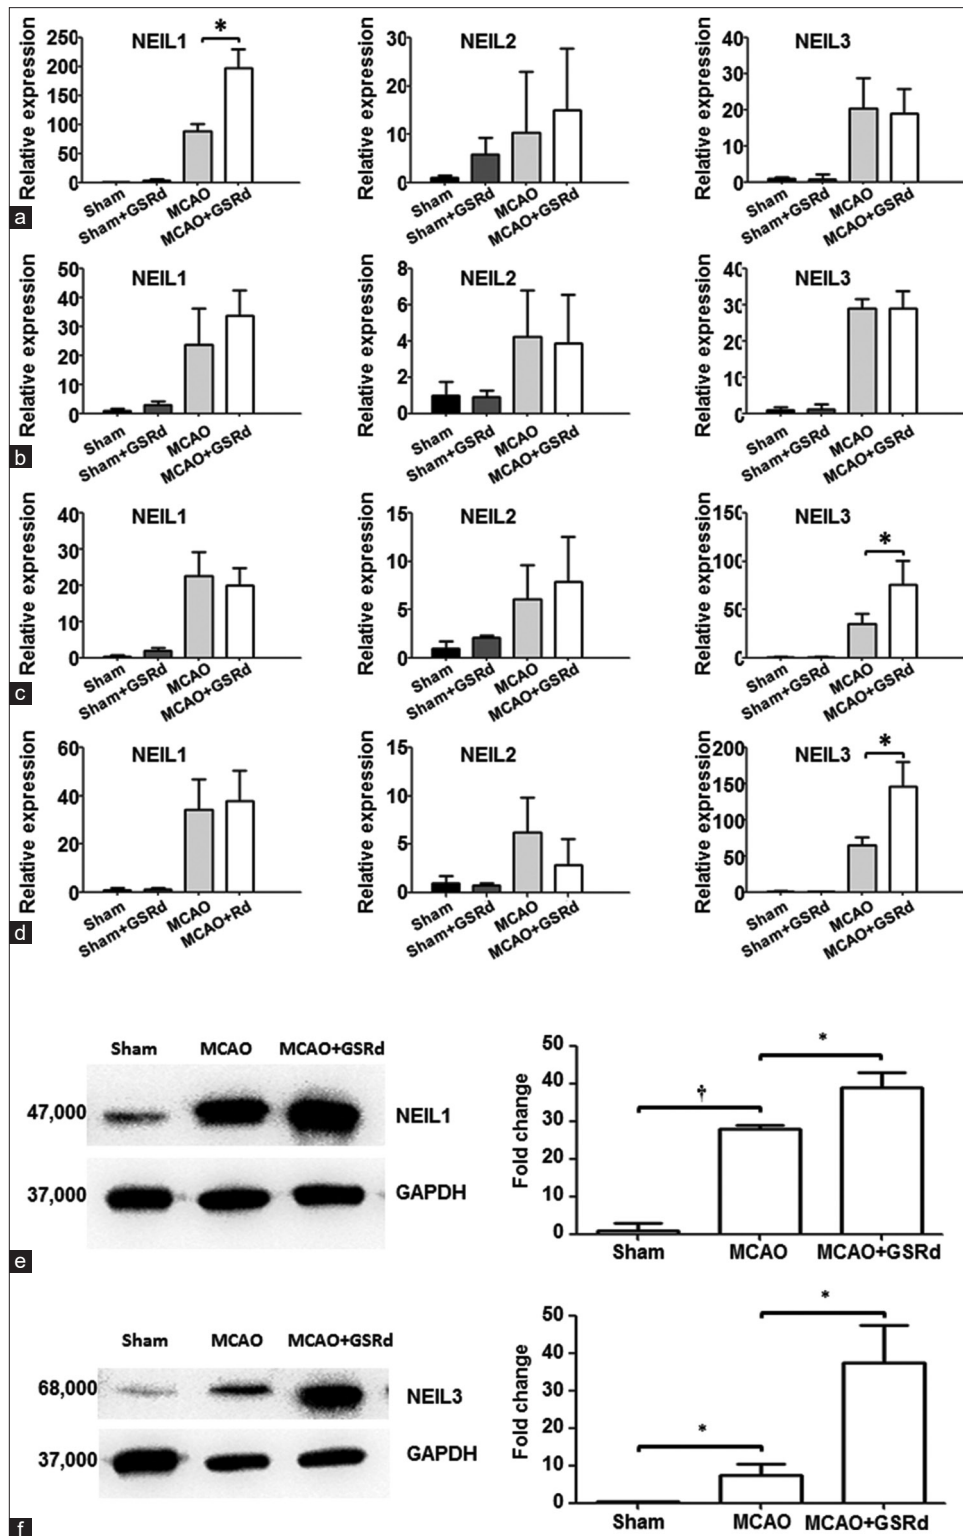 NEIL1
*
Relative expression
250
200
150
100
50
0
Sham
Sham+GSRd
MCAO
MCAO+GSRd
NEIL2
Relative expression
30
20
10
0
Sham
Sham+GSRd
MCAO
MCAO+GSRd
NEIL3
Relative expression
40
30
20
10
0
Sham
Sham+GSRd
MCAO
MCAO+GSRd
a
NEIL1
Relative expression
50
40
30
20
10
0
Sham
Sham+GSRd
MCAO
MCAO+GSRd
NEIL2
Relative expression
8
6
4
2
0
Sham
Sham+GSRd
MCAO
MCAO+GSRd
NEIL3
Relative expression
40
30
20
10
0
Sham
Sham+GSRd
MCAO
MCAO+GSRd
b
NEIL1
Relative expression
40
30
20
10
0
Sham
Sham+GSRd
MCAO
MCAO+GSRd
NEIL2
Relative expression
15
10
5
0
Sham
Sham+GSRd
MCAO
MCAO+GSRd
NEIL3
*
Relative expression
150
100
50
0
Sham
Sham+GSRd
MCAO
MCAO+GSRd
c
NEIL1
Relative expression
60
40
20
0
Sham
Sham+GSRd
MCAO
MCAO+Rd
NEIL2
Relative expression
15
10
5
0
Sham
Sham+GSRd
MCAO
MCAO+GSRd
NEIL3
*
Relative expression
200
150
100
50
0
Sham
Sham+GSRd
MCAO
MCAO+GSRd
d
Sham MCAO MCAO+GSRd
47,000 NEIL1
37,000 GAPDH
Fold change
50
40
30
20
10
0
†
*
Sham MCAO MCAO+GSRd
e
Sham MCAO MCAO+GSRd
68,000 NEIL3
37,000 GAPDH
Fold change
50
40
30
20
10
0
*
*
Sham MCAO MCAO+GSRd
f